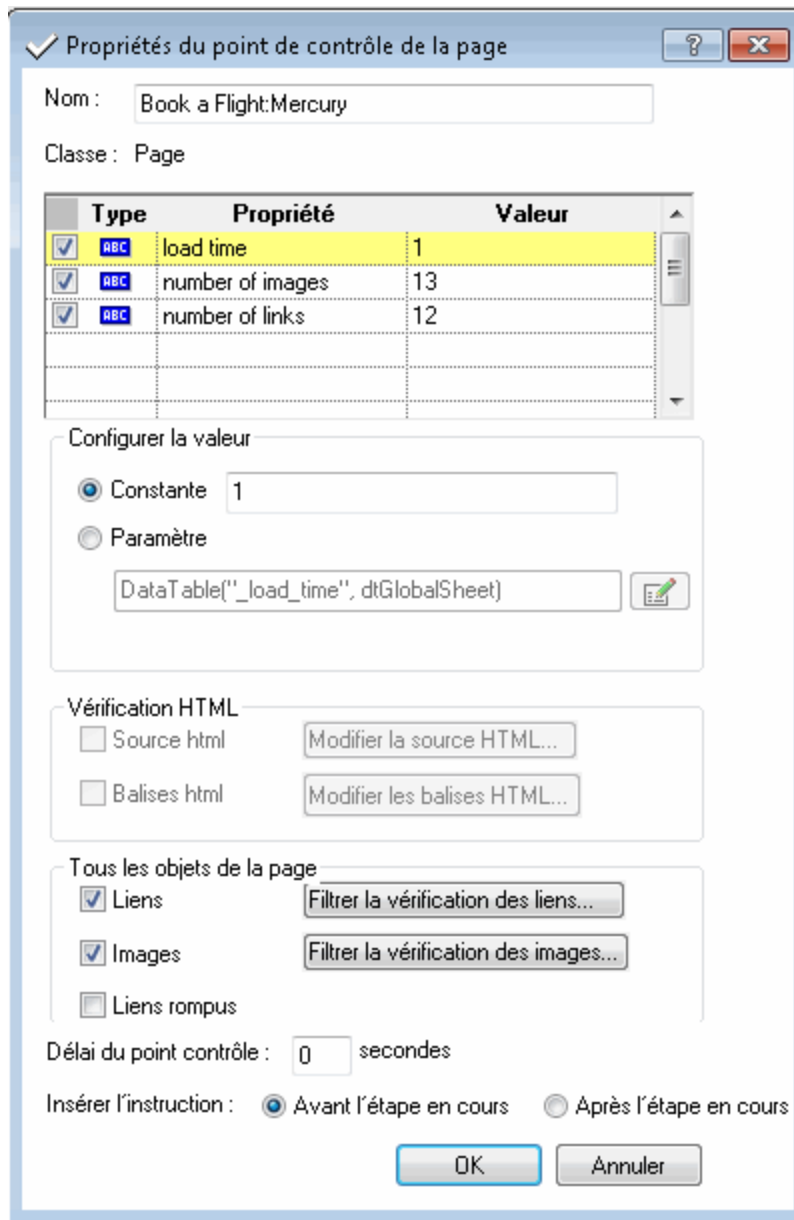 Propriétés du point de contrôle de la page
Nom : Book a Flight:Mercury
Classe : Page
Type Propriété Valeur
ABC load time 1
ABC number of images 13
ABC number of links 12
Configurer la valeur
Constante 1
Paramètre
DataTable("_load_time", dtGlobalSheet)
Vérification HTML
Source html Modifier la source HTML...
Balises html Modifier les balises HTML...
Tous les objets de la page
Liens Filtrer la vérification des liens...
Images Filtrer la vérification des images...
Liens rompus
Délai du point contrôle : 0 secondes
Insérer l'instruction : Avant l'étape en cours Après l'étape en cours
OK Annuler